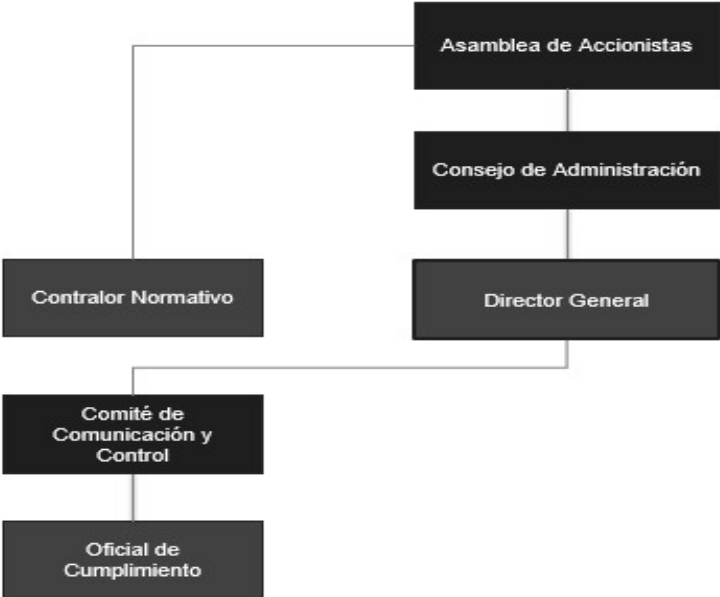 Asamblea de Accionistas
Consejo de Administración
Contralor Normativo
Director General
Comité de
Comunicación y
Control
Oficial de
Cumplimiento